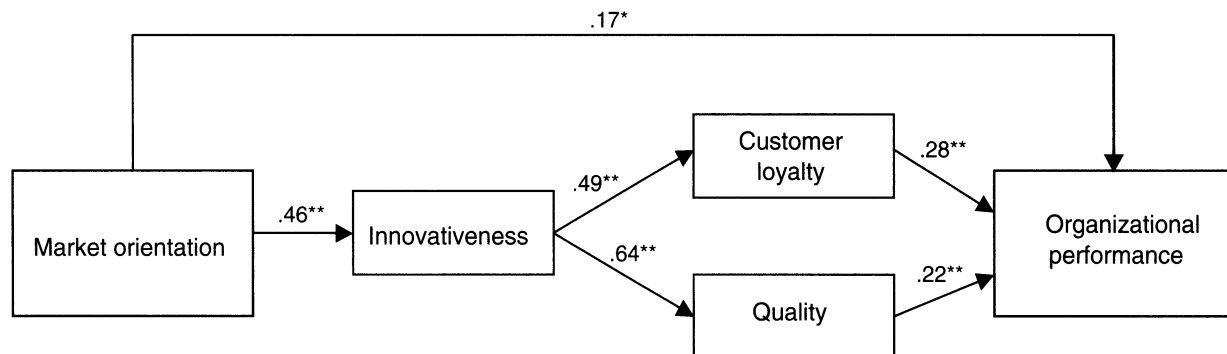 .17*
Customer
loyalty
.28**
.49**
Market orientation
.46**
Innovativeness
Organizational
performance
.64**
.22**
Quality